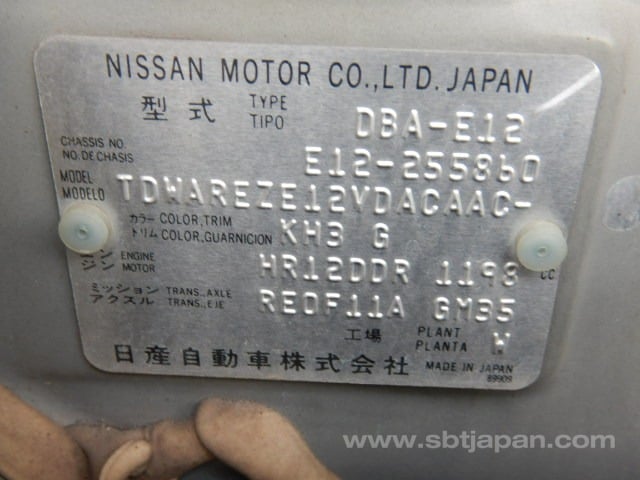 NISSAN MOTOR CO.,LTD. JAPAN
型式 TYPE TIPO DBA-E12
CHASSIS NO. NO.DE CHASIS E12-255860
MODEL MODELO TDWAREZE12VDACAAC-
カラー COLOR,TRIM トリム COLOR,GUARNICION KH3 G
ジン ENGINE MOTOR HR12DDR 1198 CC
ミッション TRANS.,AXLE アクスル TRANS.,EJE RE0F11A GM35
工場 PLANT PLANTA W
日産自動車株式会社 MADE IN JAPAN
89909
www.sbtjapan.com